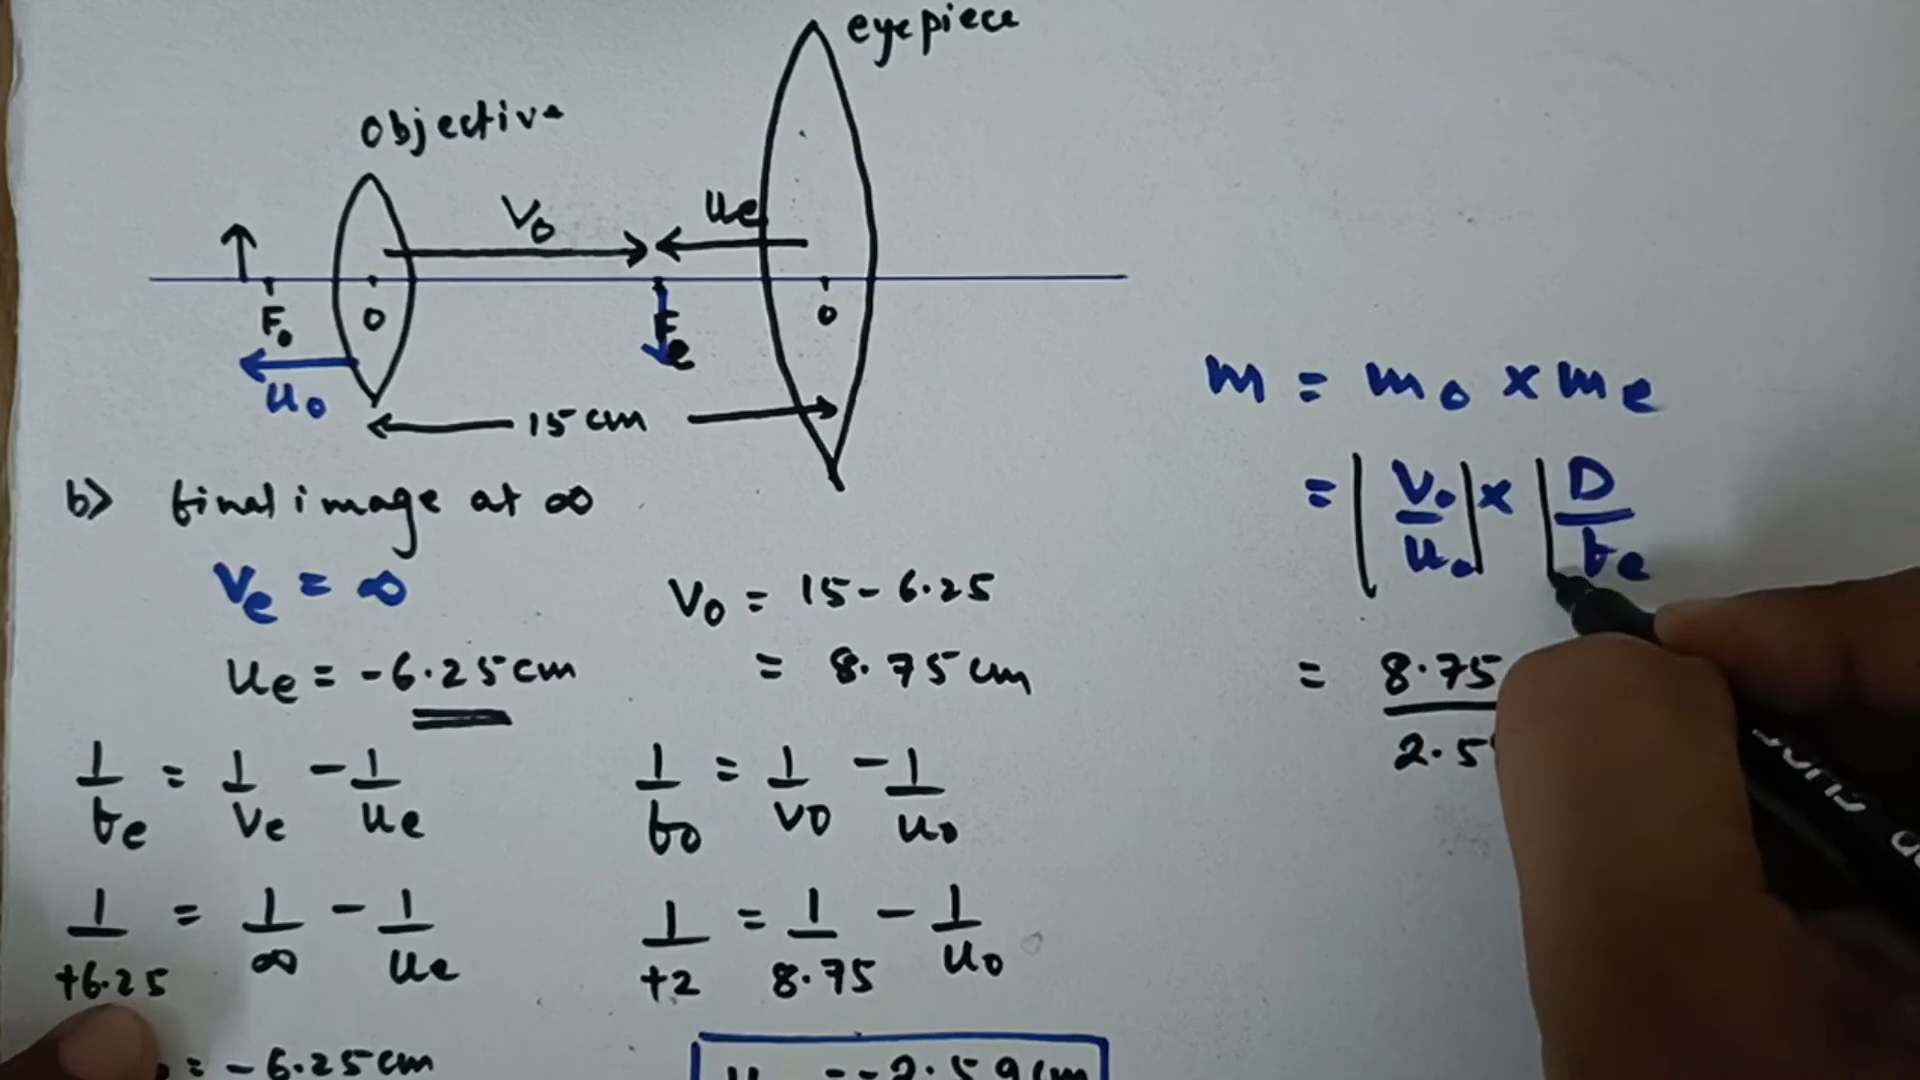 eyepiece
objective
V₀
uₑ
F₀
O
O
Fₑ
u₀
15 cm
m = m₀ × mₑ
b> final image at ∞
= |V₀/u₀| × |D/fₑ
Vₑ = ∞
V₀ = 15 - 6.25
uₑ = -6.25 cm
= 8.75 cm
= 8.75/2.5
1/fₑ = 1/Vₑ - 1/uₑ
1/f₀ = 1/V₀ - 1/u₀
1/+6.25 = 1/∞ - 1/uₑ
1/+2 = 1/8.75 - 1/u₀
= -6.25 cm
= -2.59 cm